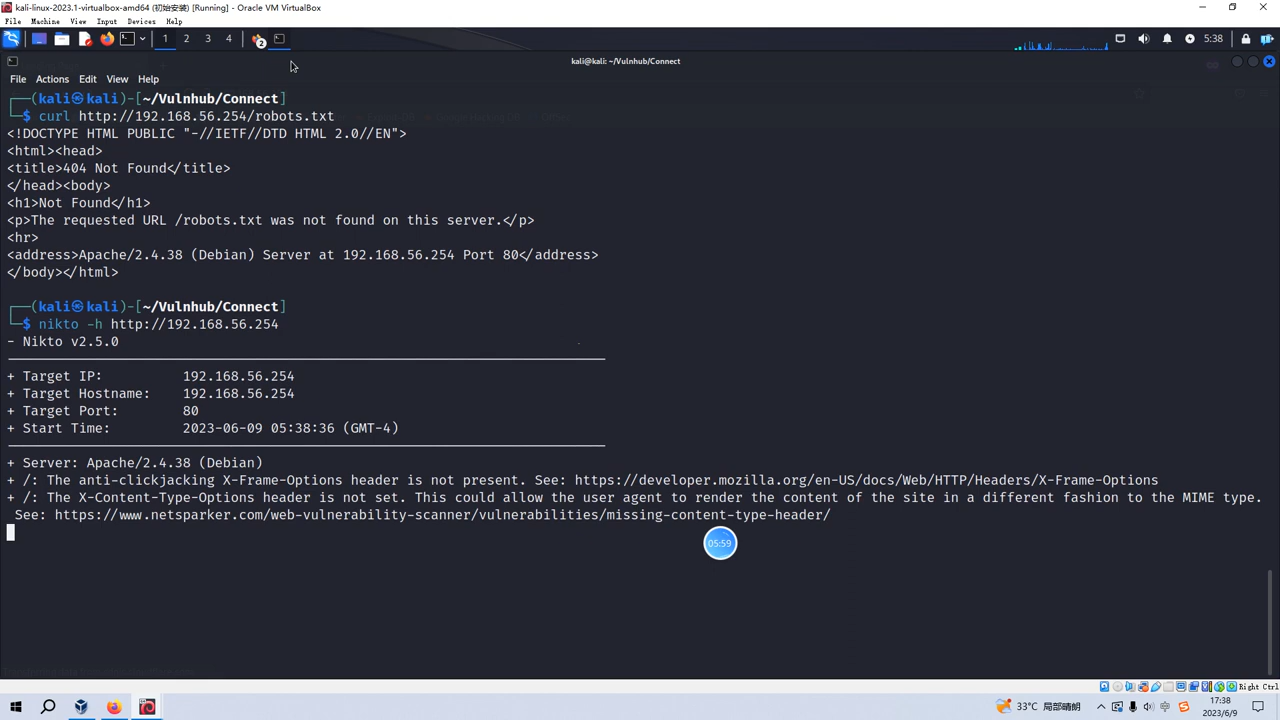 kali-linux-2023.1-virtualbox-amd64 (初始安装) [Running] - Oracle VM VirtualBox
File Machine View Input Devices Help
1 2 3 4 2 5:38
kali@kali: ~/Vulnhub/Connect
File Actions Edit View Help
┌──(kali㉿kali)-[~/Vulnhub/Connect]
└─$ curl http://192.168.56.254/robots.txt
<!DOCTYPE HTML PUBLIC "-//IETF//DTD HTML 2.0//EN">
<html><head>
<title>404 Not Found</title>
</head><body>
<h1>Not Found</h1>
<p>The requested URL /robots.txt was not found on this server.</p>
<hr>
<address>Apache/2.4.38 (Debian) Server at 192.168.56.254 Port 80</address>
</body></html>
┌──(kali㉿kali)-[~/Vulnhub/Connect]
└─$ nikto -h http://192.168.56.254
- Nikto v2.5.0
+ Target IP: 192.168.56.254
+ Target Hostname: 192.168.56.254
+ Target Port: 80
+ Start Time: 2023-06-09 05:38:36 (GMT-4)
+ Server: Apache/2.4.38 (Debian)
+ /: The anti-clickjacking X-Frame-Options header is not present. See: https://developer.mozilla.org/en-US/docs/Web/HTTP/Headers/X-Frame-Options
+ /: The X-Content-Type-Options header is not set. This could allow the user agent to render the content of the site in a different fashion to the MIME type.
See: https://www.netsparker.com/web-vulnerability-scanner/vulnerabilities/missing-content-type-header/
05:59
Right Ctrl
33°C 局部晴朗
中
17:38
2023/6/9